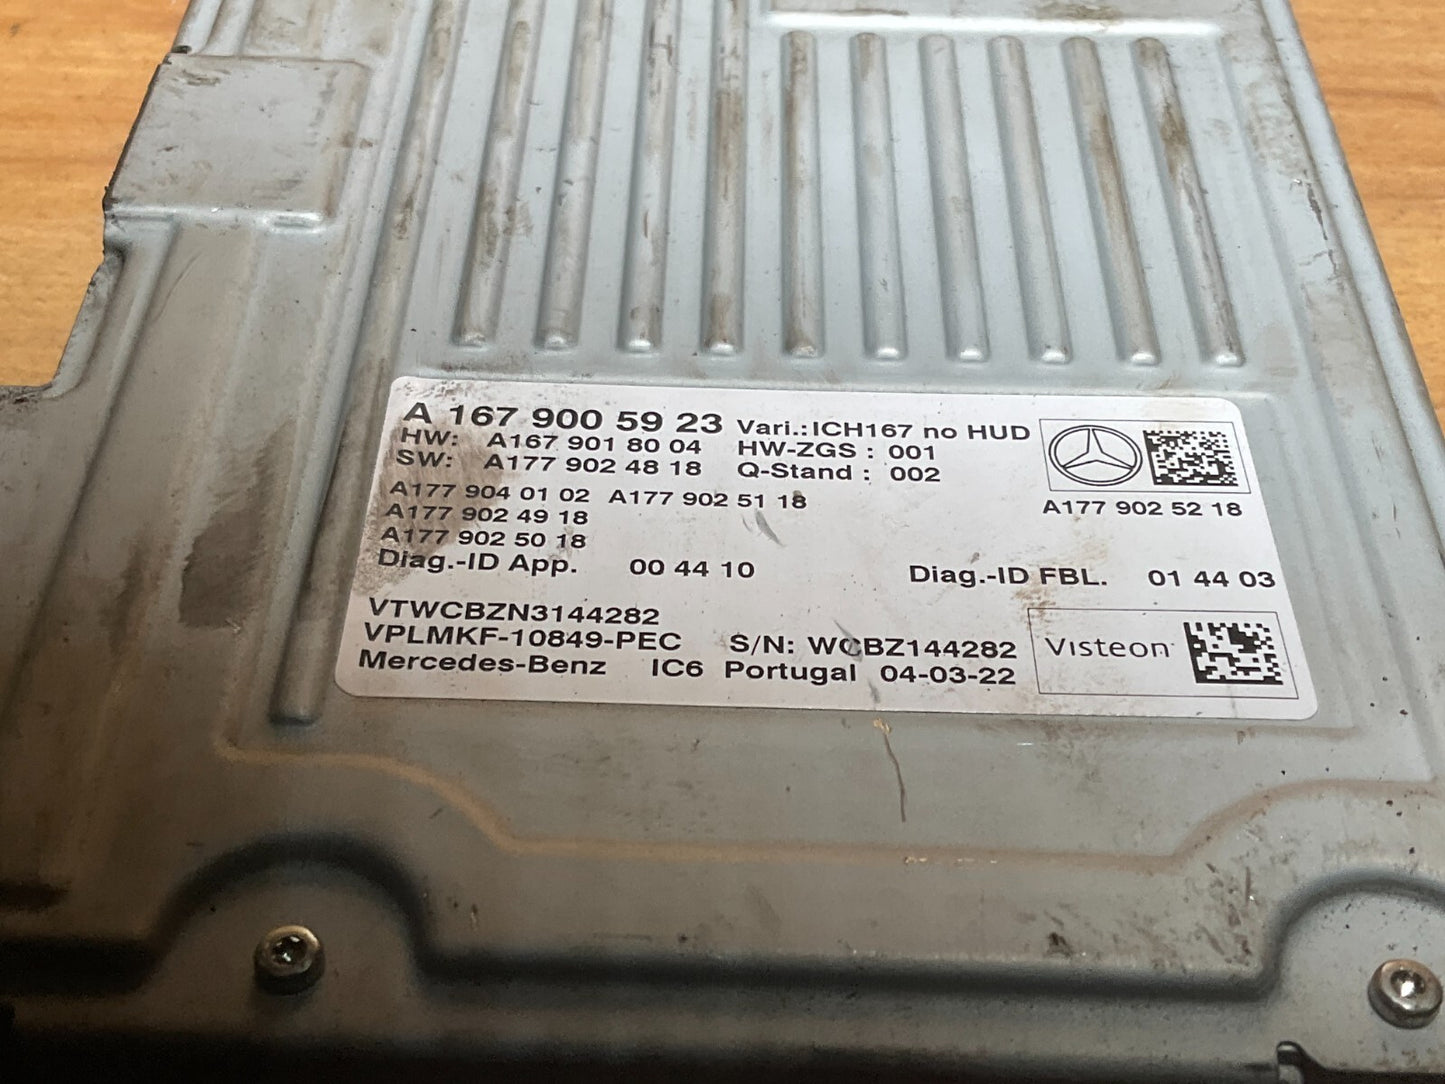 A 167 900 59 23 Vari.:ICH167 no HUD
HW: A167 901 80 04 HW-ZGS : 001
SW: A177 902 48 18 Q-Stand : 002
A177 904 01 02 A177 902 51 18
A177 902 52 18
A177 902 49 18
A177 902 50 18
Diag.-ID App. 00 44 10 Diag.-ID FBL. 01 44 03
VTWCBZN3144282
VPLMKF-10849-PEC S/N: WCBZ144282
Visteon
Mercedes-Benz IC6 Portugal 04-03-22